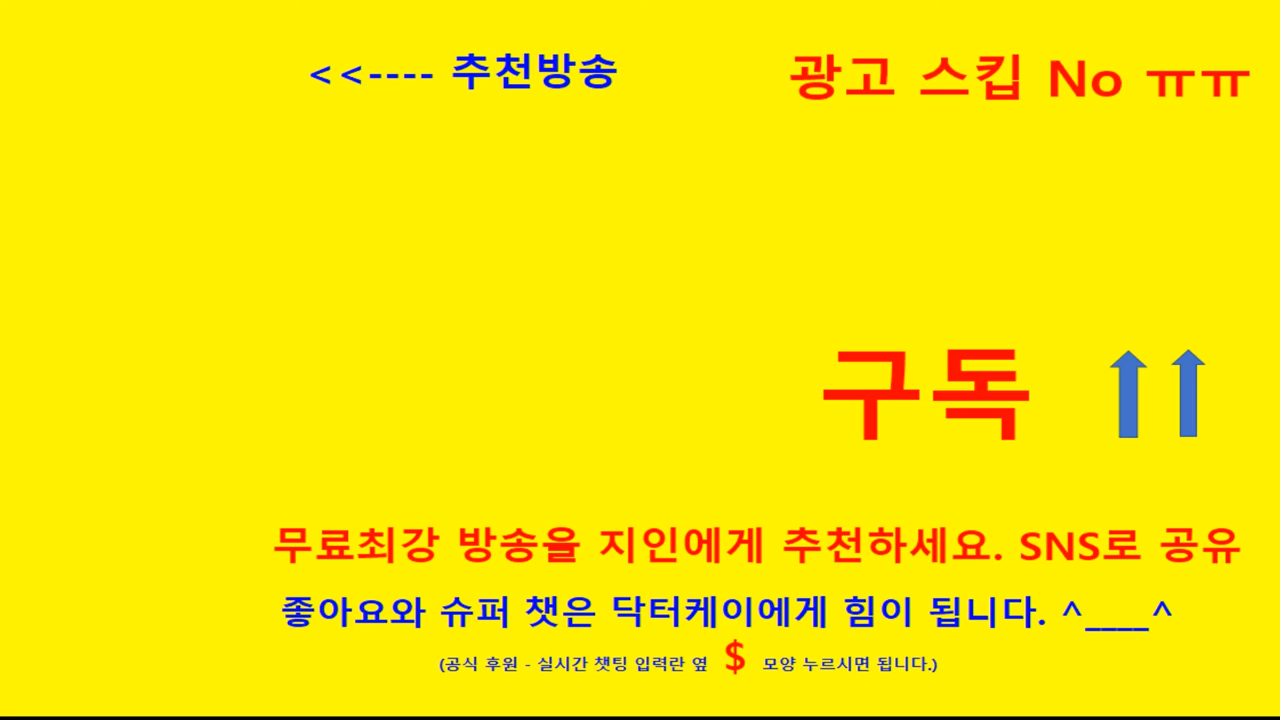 <<---- 추천방송
광고 스킵 No ㅠㅠ
구독
무료최강 방송을 지인에게 추천하세요. SNS로 공유
좋아요와 슈퍼 챗은 닥터케이에게 힘이 됩니다. ^____^
(공식 후원 - 실시간 챗팅 입력란 옆 $ 모양 누르시면 됩니다.)